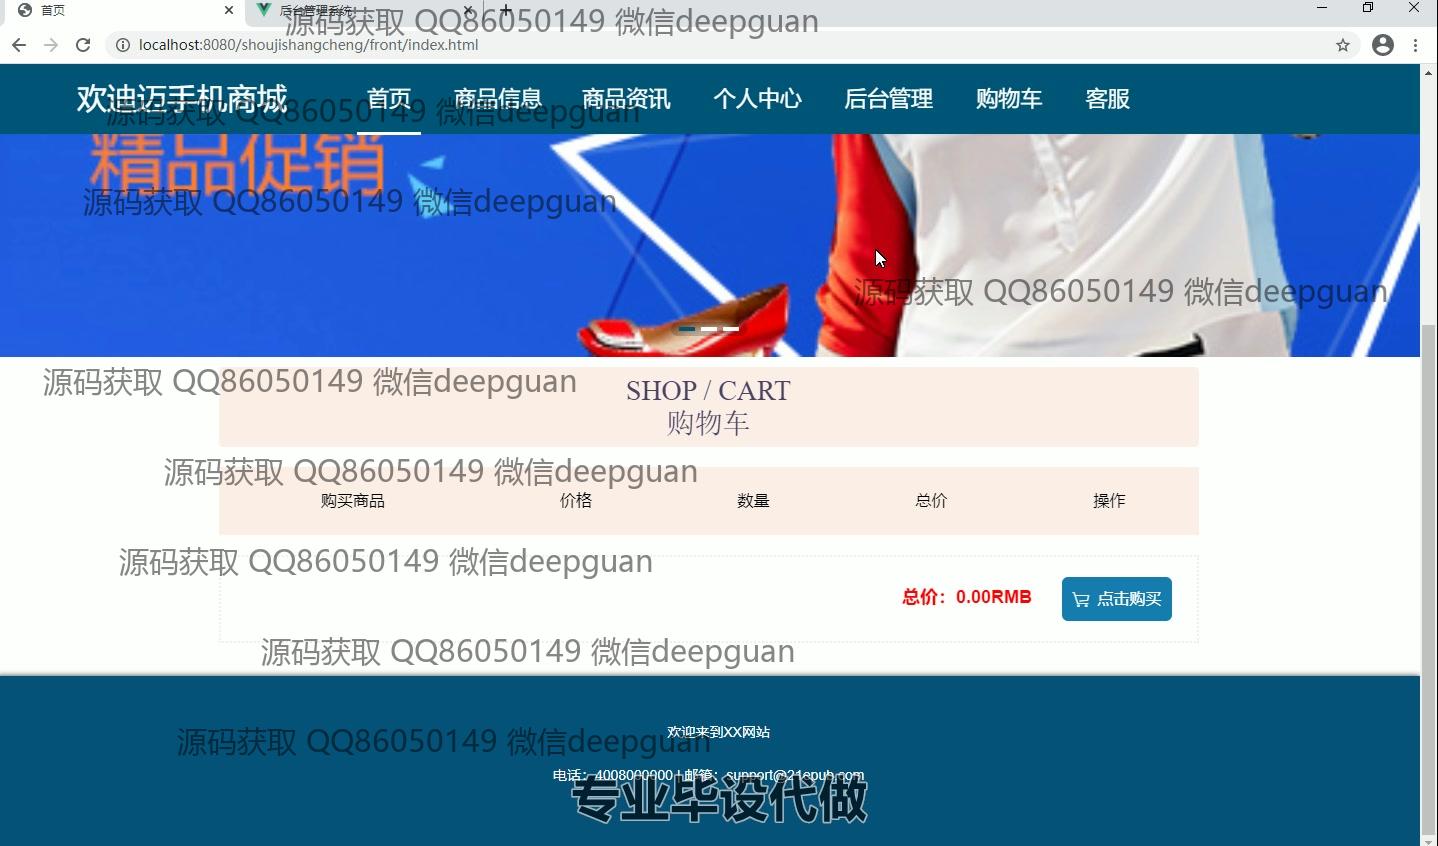 首页
后台管理系统
源码获取 QQ86050149 微信deepguan
localhost:8080/shoujishangcheng/front/index.html
欢迪迈手机商城 首页 商品信息 商品资讯 个人中心 后台管理 购物车 客服
源码获取 QQ86050149 微信deepguan
精品促销
源码获取 QQ86050149 微信deepguan
源码获取 QQ86050149 微信deepguan
源码获取 QQ86050149 微信deepguan
SHOP / CART
购物车
源码获取 QQ86050149 微信deepguan
购买商品 价格 数量 总价 操作
源码获取 QQ86050149 微信deepguan
总价：0.00RMB 点击购买
源码获取 QQ86050149 微信deepguan
欢迎来到XX网站
源码获取 QQ86050149 微信deepguan
电话：4008000000 | 邮箱：support@21epub.com
专业毕设代做